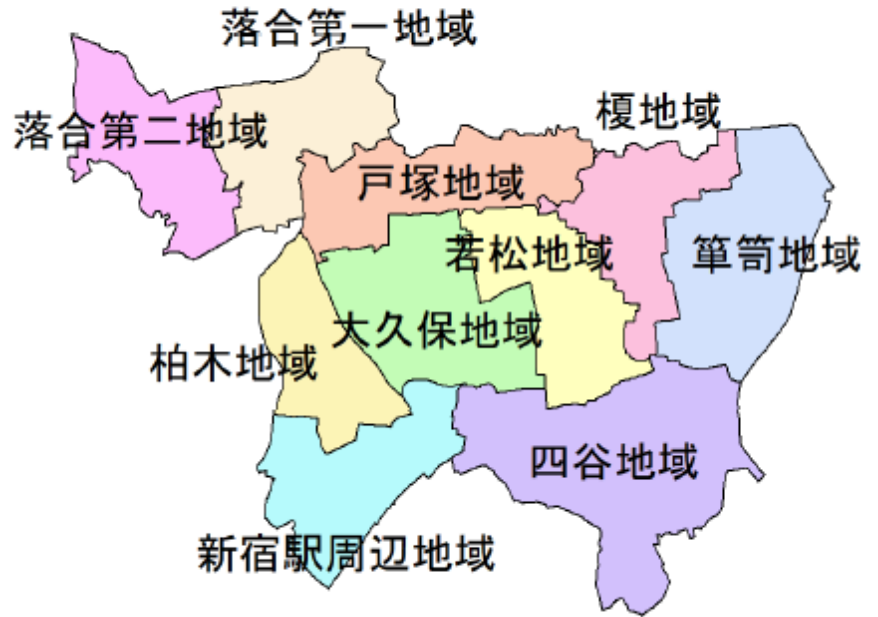 落合第一地域
榎地域
落合第二地域
戸塚地域
若松地域
箪笥地域
大久保地域
柏木地域
四谷地域
新宿駅周辺地域